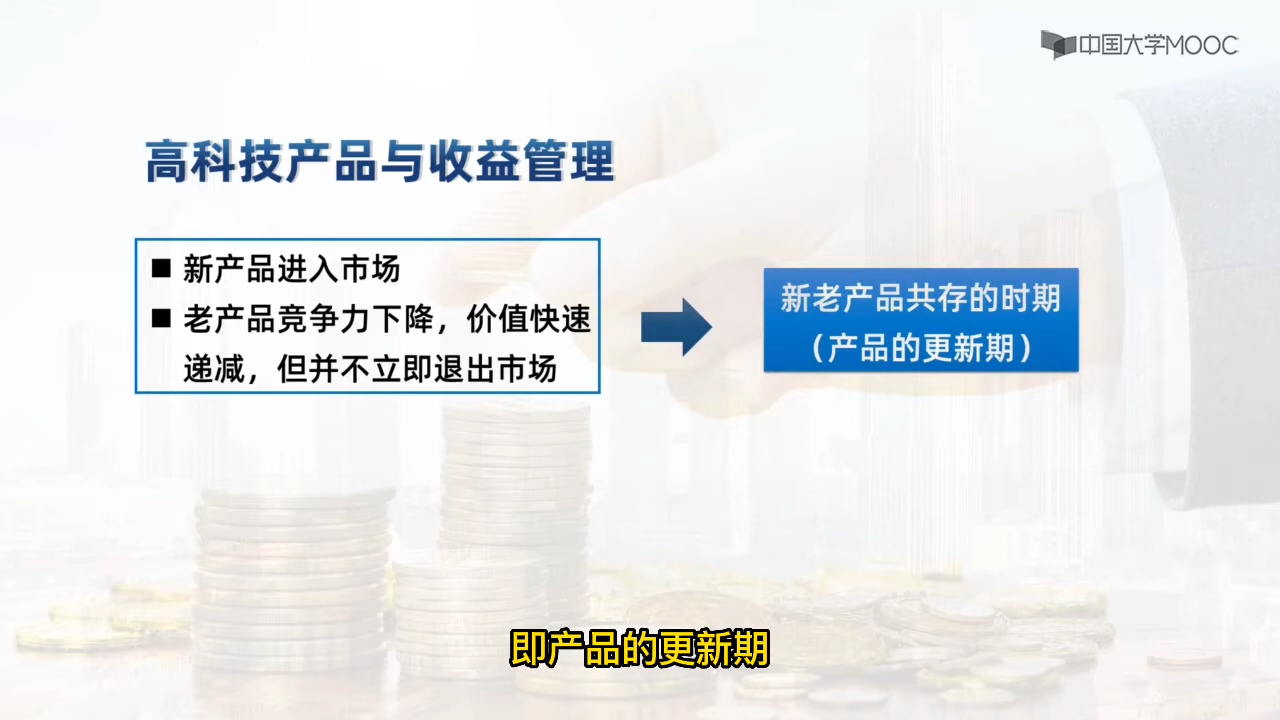 中国大学MOOC
高科技产品与收益管理
■ 新产品进入市场
■ 老产品竞争力下降，价值快速
递减，但并不立即退出市场
新老产品共存的时期
（产品的更新期）
即产品的更新期